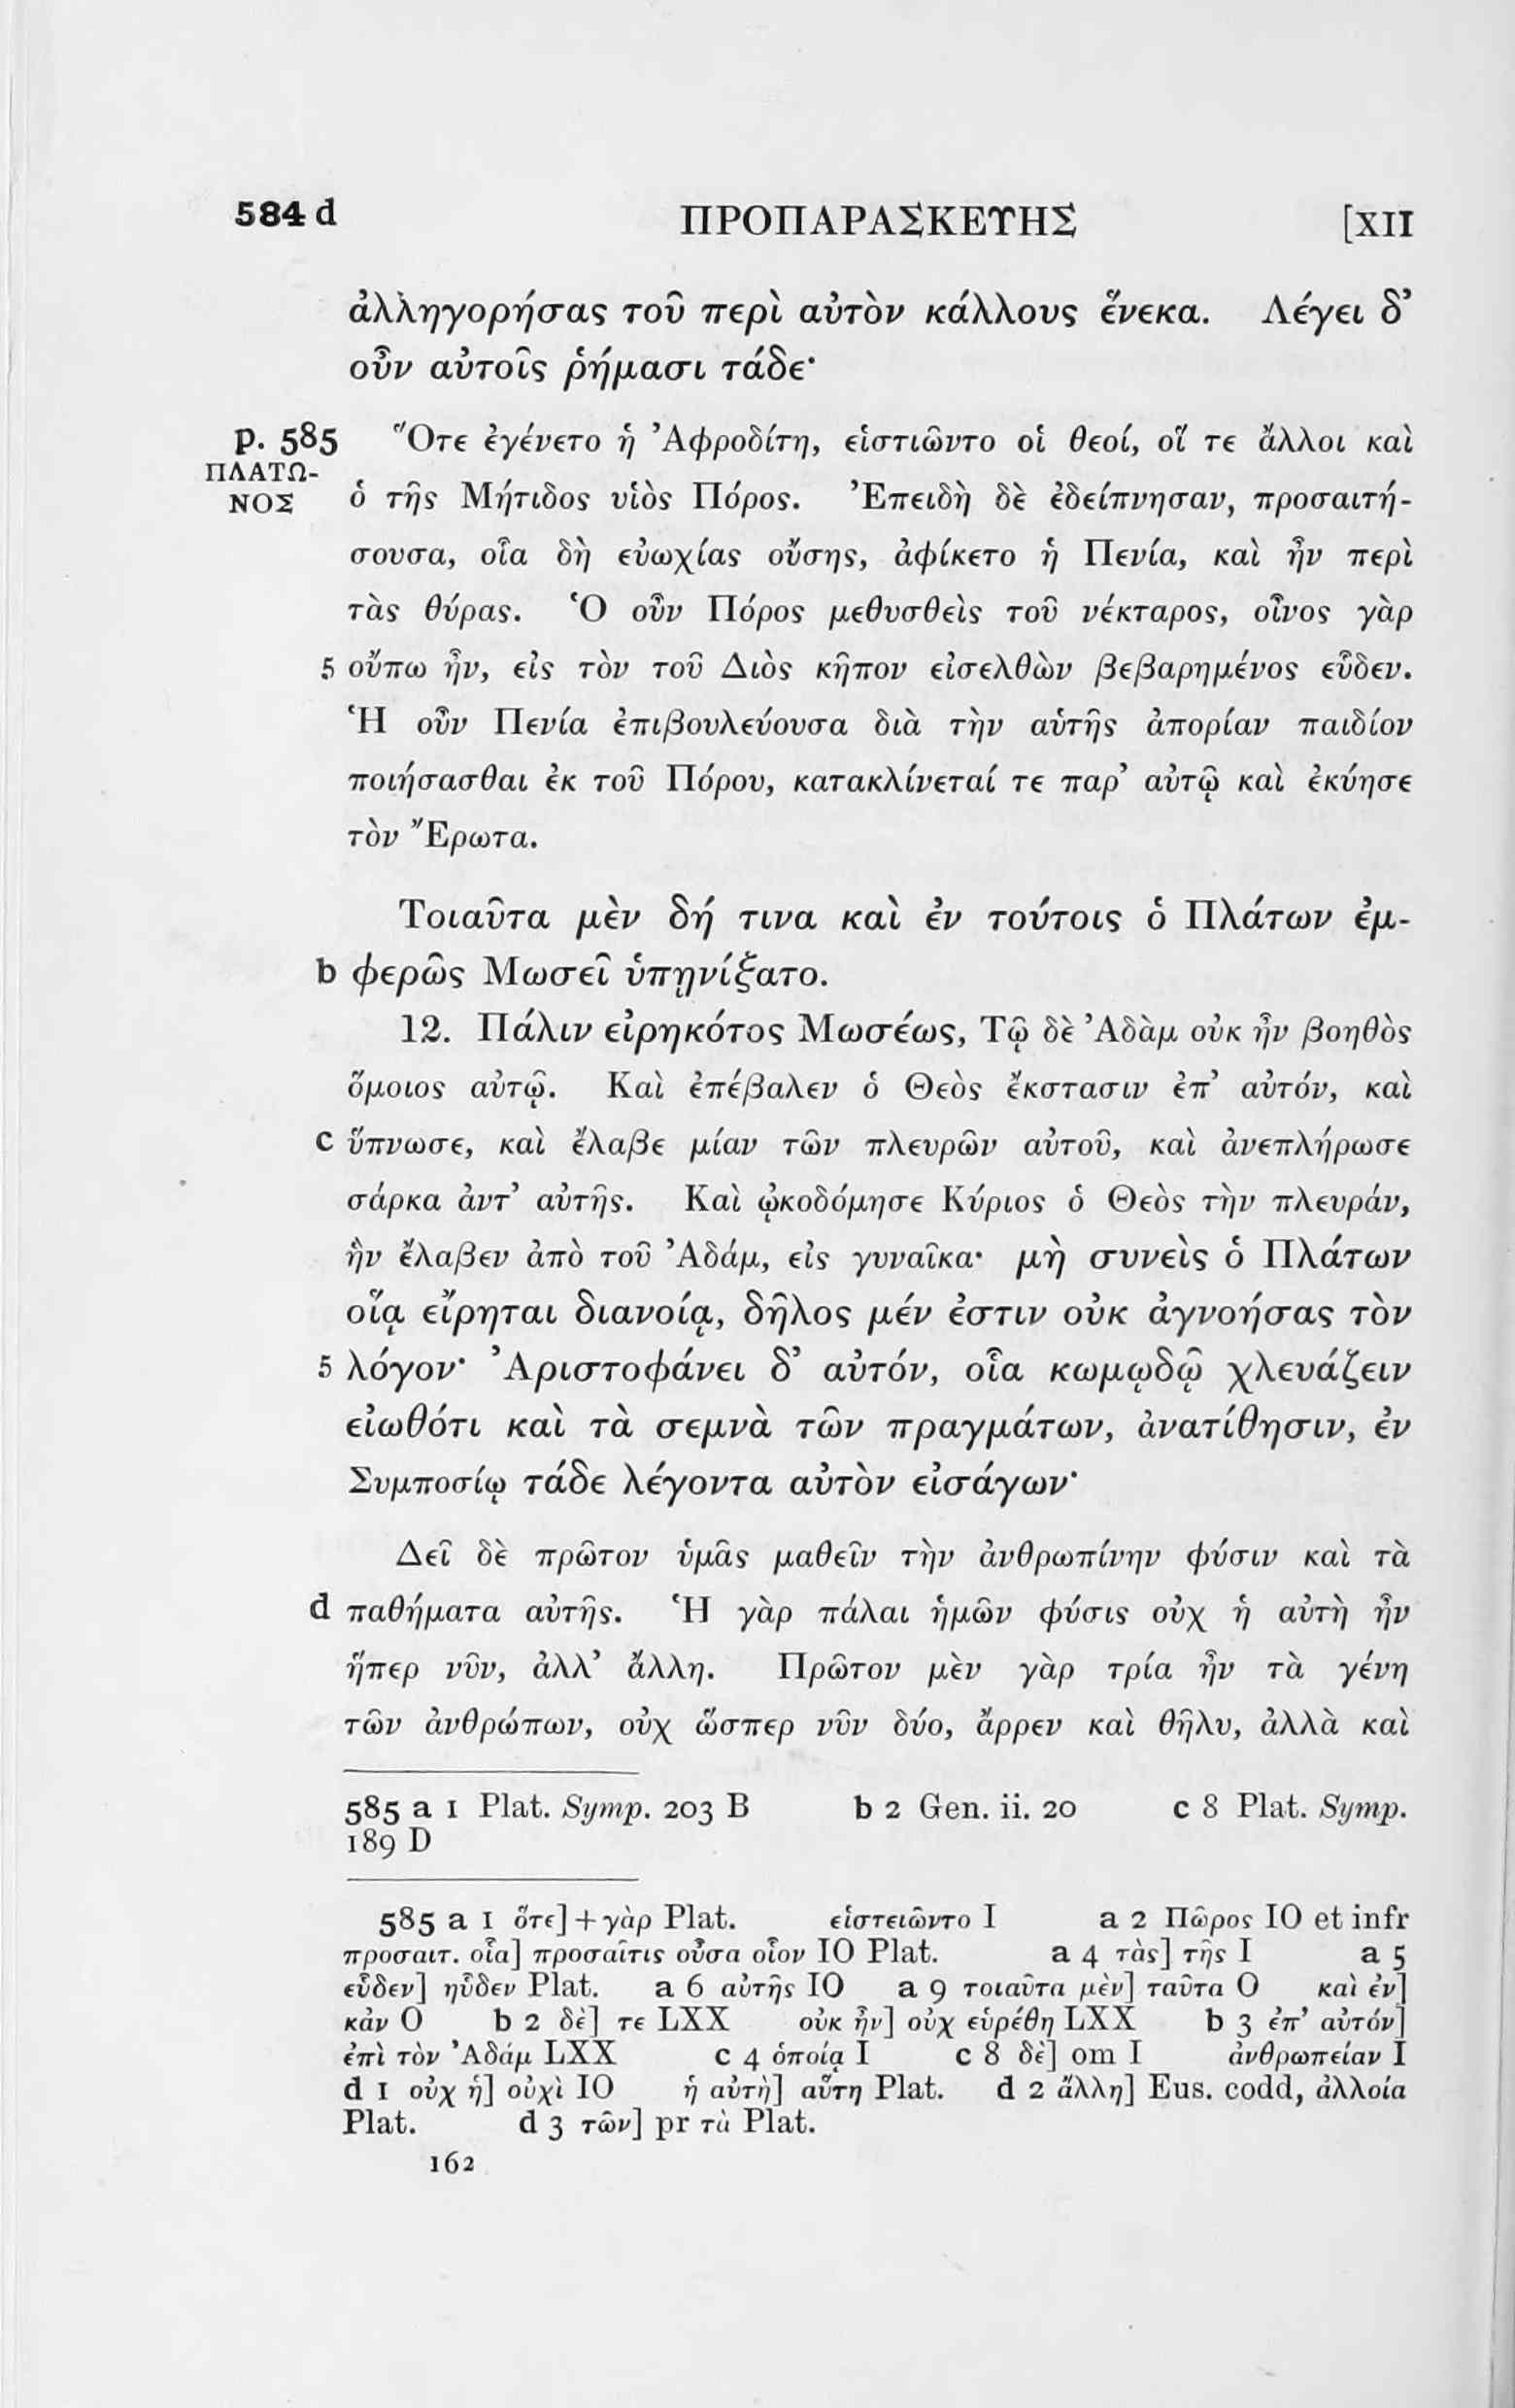 584 d ΠΡΟΠΑΡΑΣΚΕΥΗΣ [XII
ἀλληγορήσας τοῦ περὶ αὐτὸν κάλλους ἕνεκα. Λέγει δ’
οὖν αὐτοῖς ῥήμασι τάδε·
p. 585 Ὅτε ἐγένετο ἡ Ἀφροδίτη, εἱστιῶντο οἱ θεοί, οἵ τε ἄλλοι καὶ
ΠΛΑΤΩ-
ΝΟΣ ὁ τῆς Μήτιδος υἱὸς Πόρος. Ἐπειδὴ δὲ ἐδείπνησαν, προσαιτή-
σουσα, οἷα δὴ εὐωχίας οὔσης, ἀφίκετο ἡ Πενία, καὶ ἦν περὶ
τὰς θύρας. Ὁ οὖν Πόρος μεθυσθεὶς τοῦ νέκταρος, οἶνος γὰρ
5 οὔπω ἦν, εἰς τὸν τοῦ Διὸς κῆπον εἰσελθὼν βεβαρημένος εὗδεν.
Ἡ οὖν Πενία ἐπιβουλεύουσα διὰ τὴν αὑτῆς ἀπορίαν παιδίον
ποιήσασθαι ἐκ τοῦ Πόρου, κατακλίνεταί τε παρ’ αὐτῷ καὶ ἐκύησε
τὸν Ἔρωτα.
Τοιαῦτα μὲν δή τινα καὶ ἐν τούτοις ὁ Πλάτων ἐμ-
b φερῶς Μωσεῖ ὑπῃνίξατο.
12. Πάλιν εἰρηκότος Μωσέως, Τῷ δὲ Ἀδὰμ οὐκ ἦν βοηθὸς
ὅμοιος αὐτῷ. Καὶ ἐπέβαλεν ὁ Θεὸς ἔκστασιν ἐπ’ αὐτόν, καὶ
c ὕπνωσε, καὶ ἔλαβε μίαν τῶν πλευρῶν αὐτοῦ, καὶ ἀνεπλήρωσε
σάρκα ἀντ’ αὐτῆς. Καὶ ᾠκοδόμησε Κύριος ὁ Θεὸς τὴν πλευράν,
ἣν ἔλαβεν ἀπὸ τοῦ Ἀδάμ, εἰς γυναῖκα· μὴ συνεὶς ὁ Πλάτων
οἵᾳ εἴρηται διανοίᾳ, δῆλος μέν ἐστιν οὐκ ἀγνοήσας τὸν
5 λόγον· Ἀριστοφάνει δ’ αὐτόν, οἷα κωμῳδῷ χλευάζειν
εἰωθότι καὶ τὰ σεμνὰ τῶν πραγμάτων, ἀνατίθησιν, ἐν
Συμποσίῳ τάδε λέγοντα αὐτὸν εἰσάγων·
Δεῖ δὲ πρῶτον ὑμᾶς μαθεῖν τὴν ἀνθρωπίνην φύσιν καὶ τὰ
d παθήματα αὐτῆς. Ἡ γὰρ πάλαι ἡμῶν φύσις οὐχ ἡ αὐτὴ ἦν
ἥπερ νῦν, ἀλλ’ ἄλλη. Πρῶτον μὲν γὰρ τρία ἦν τὰ γένη
τῶν ἀνθρώπων, οὐχ ὥσπερ νῦν δύο, ἄρρεν καὶ θῆλυ, ἀλλὰ καὶ
585 a 1 Plat. Symp. 203 B b 2 Gen. ii. 20 c 8 Plat. Symp.
189 D
585 a 1 ὅτε] + γὰρ Plat. εἱστειῶντο I a 2 Πῶρος IO et infr
προσαιτ. οἷα] προσαῖτις οὖσα οἷον IO Plat. a 4 τὰς] τῆς I a 5
εὗδεν] ηὗδεν Plat. a 6 αὐτῆς IO a 9 τοιαῦτα μὲν] ταῦτα O καὶ ἐν]
κἀν O b 2 δὲ] τε LXX οὐκ ἦν] οὐχ εὑρέθη LXX b 3 ἐπ’ αὐτόν]
ἐπὶ τὸν Ἀδάμ LXX c 4 ὁποίᾳ I c 8 δὲ] om I ἀνθρωπείαν I
d 1 οὐχ ἡ] οὐχὶ IO ἡ αὐτὴ] αὕτη Plat. d 2 ἄλλη] Eus. codd, ἀλλοία
Plat. d 3 τῶν] pr τὰ Plat.
162